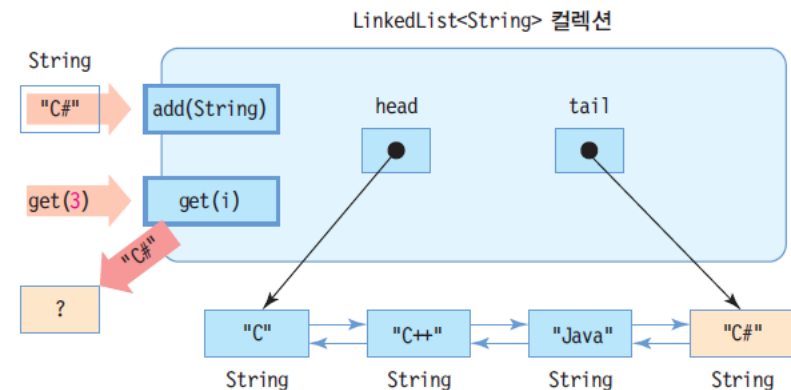 LinkedList<String> 컬렉션
String
"C#"
add(String)
head
tail
get(3)
get(i)
"C#"
?
"C"
"C++"
"Java"
"C#"
String
String
String
String